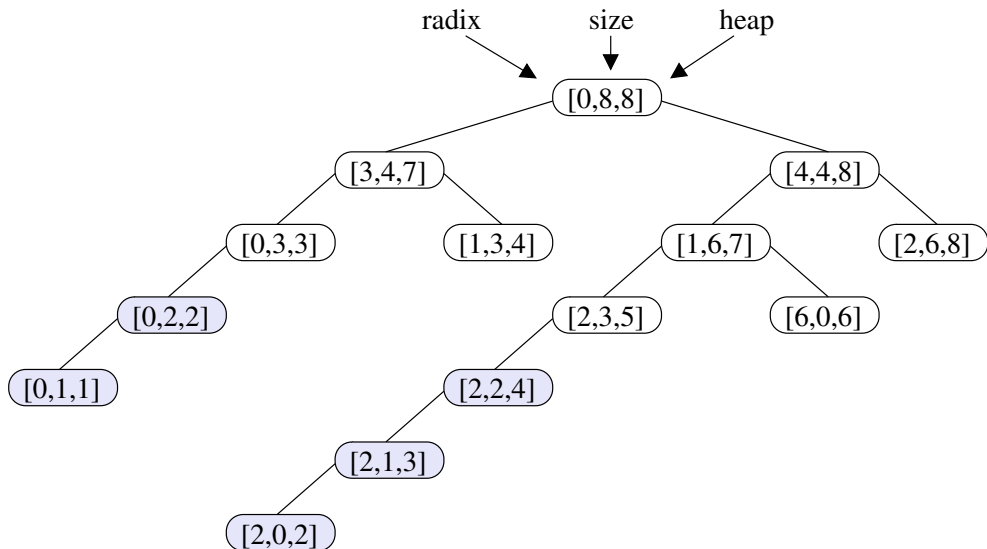 radix size heap
[0,8,8]
[3,4,7] [4,4,8]
[0,3,3] [1,3,4] [1,6,7] [2,6,8]
[0,2,2] [2,3,5] [6,0,6]
[0,1,1] [2,2,4]
[2,1,3]
[2,0,2]